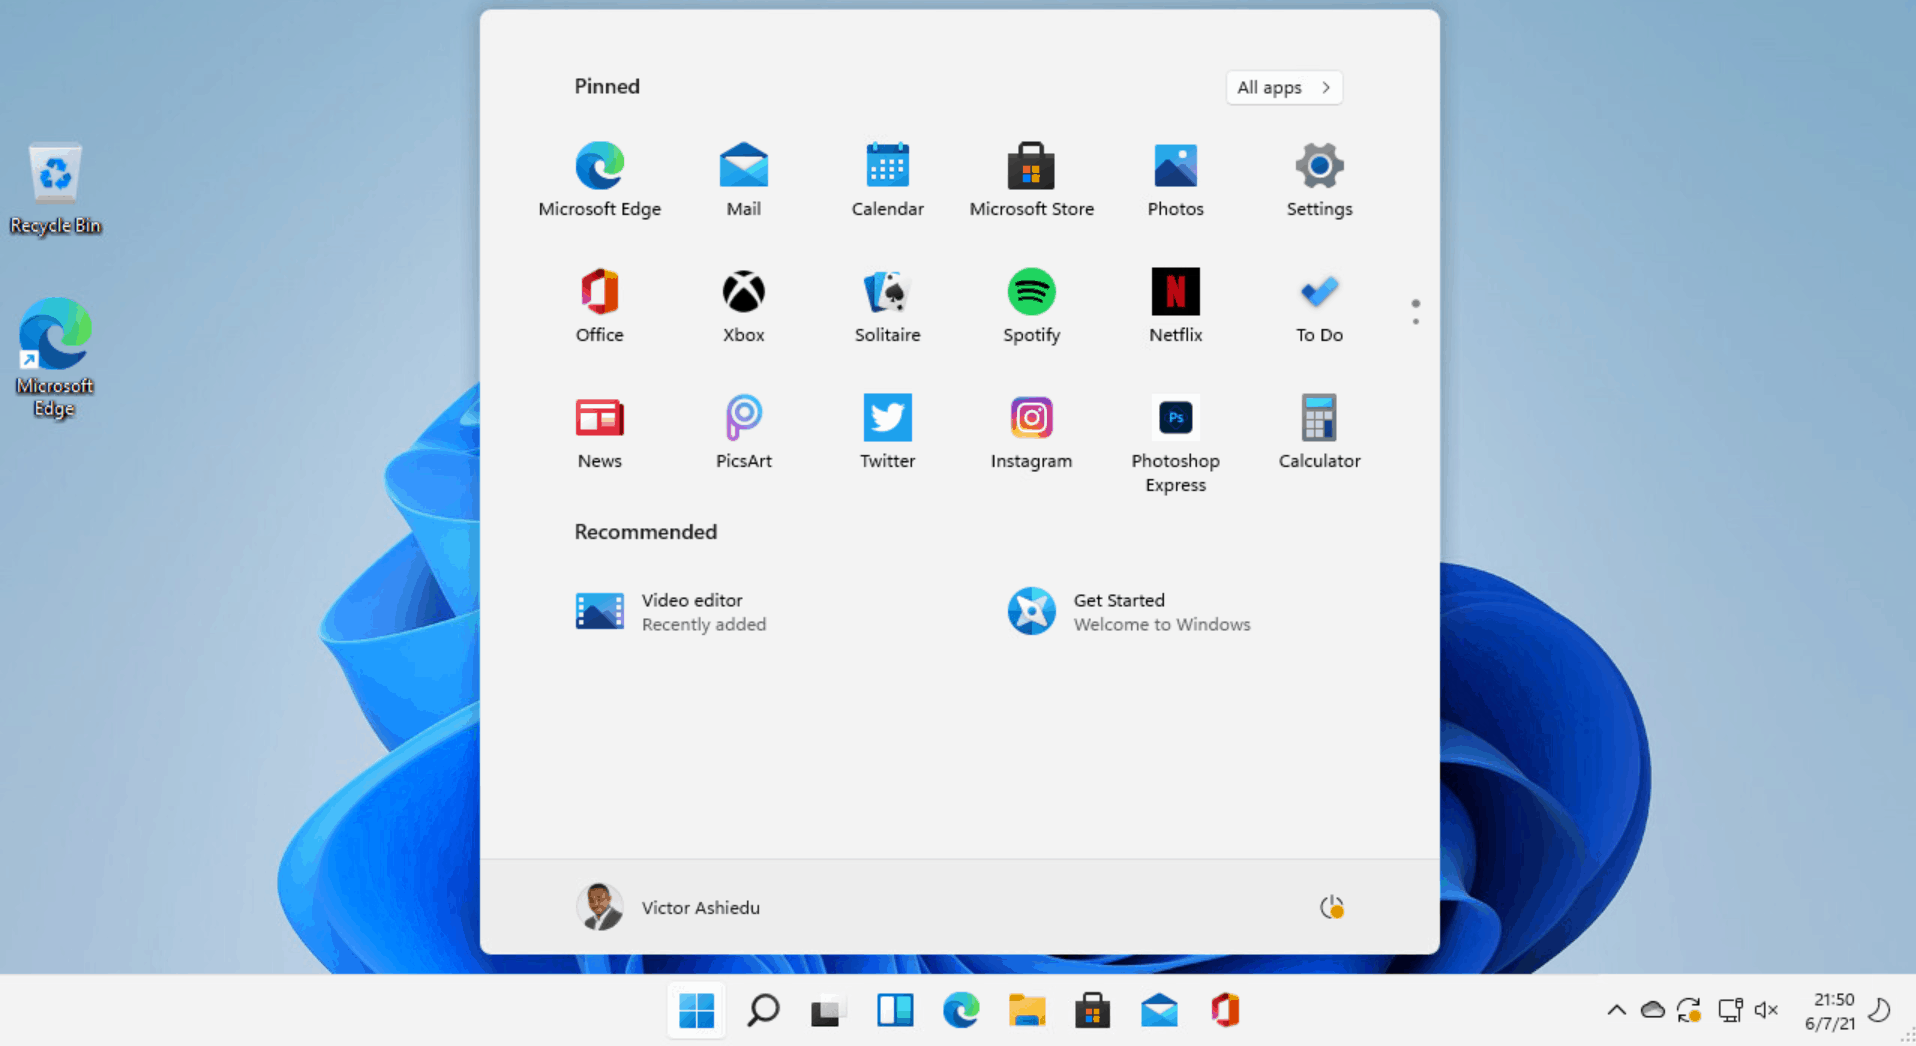 Recycle Bin
Microsoft
Edge
Pinned
All apps
Microsoft Edge
Mail
Calendar
Microsoft Store
Photos
Settings
Office
Xbox
Solitaire
Spotify
N
Netflix
To Do
News
PicsArt
Twitter
Instagram
Ps
Photoshop
Express
Calculator
Recommended
Video editor
Recently added
Get Started
Welcome to Windows
Victor Ashiedu
21:50
6/7/21